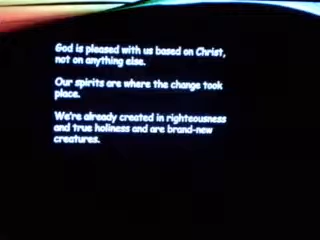 God is pleased with us based on Christ,
not on anything else.
Our spirits are where the change took
place.
We're already created in righteousness
and true holiness and are brand-new
creatures.